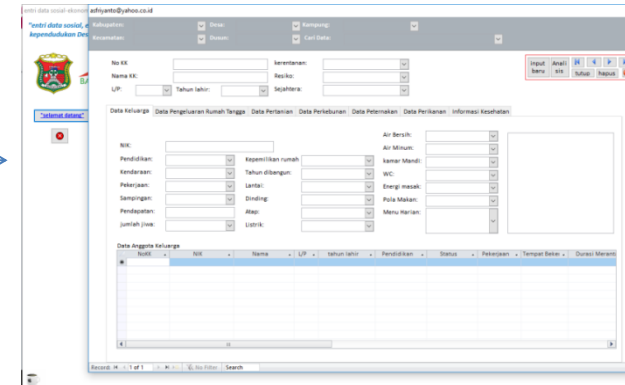 entri data sosial-ekonom
asfriyanto@yahoo.co.id
"entri data sosial, e
kependudukan Des
Kabupaten: Desa: Kampung:
Kecamatan: Dusun: Cari Data:
No KK kerentanan:
Nama KK: Resiko:
L/P: Tahun lahir: Sejahtera:
Input baru Anali sis tutup hapus
BA
"selamat datang"
Data Keluarga Data Pengeluaran Rumah Tangga Data Pertanian Data Perkebunan Data Peternakan Data Perikanan Informasi Kesehatan
Air Bersih:
NIK: Air Minum:
Pendidikan: Kepemilikan rumah kamar Mandi:
Kendaraan: Tahun dibangun: WC:
Pekerjaan: Lantai: Energi masak:
Sampingan: Dinding: Pola Makan:
Pendapatan: Atap: Menu Harian:
jumlah jiwa: Listrik:
Data Anggota Keluarga
NoKK NIK Nama L/P tahun lahir Pendidikan Status Pekerjaan Tempat Beker Durasi Meranta
Record: 1 of 1 No Filter Search